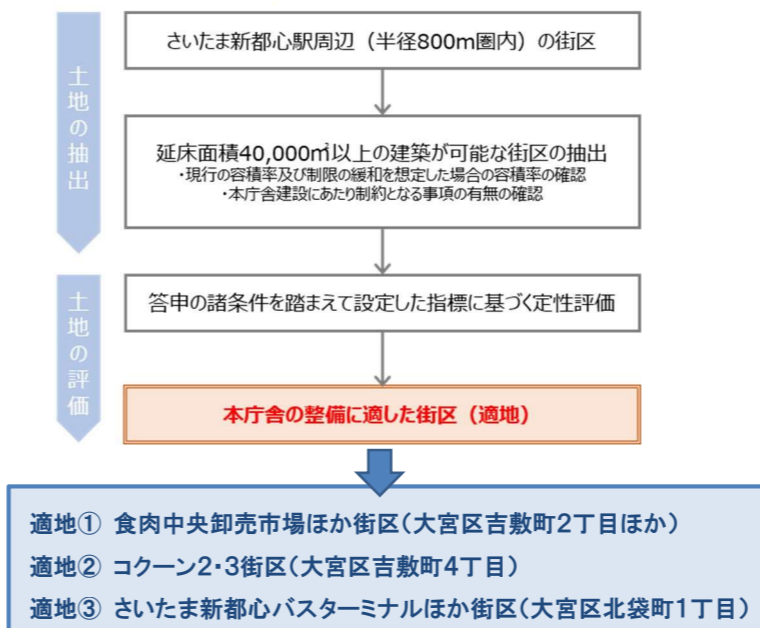 土地の抽出
さいたま新都心駅周辺（半径800m圏内）の街区
延床面積40,000㎡以上の建築が可能な街区の抽出
・現行の容積率及び制限の緩和を想定した場合の容積率の確認
・本庁舎建設にあたり制約となる事項の有無の確認
土地の評価
答申の諸条件を踏まえて設定した指標に基づく定性評価
本庁舎の整備に適した街区（適地）
適地① 食肉中央卸売市場ほか街区(大宮区吉敷町2丁目ほか)
適地② コクーン2・3街区(大宮区吉敷町4丁目)
適地③ さいたま新都心バスターミナルほか街区(大宮区北袋町1丁目)